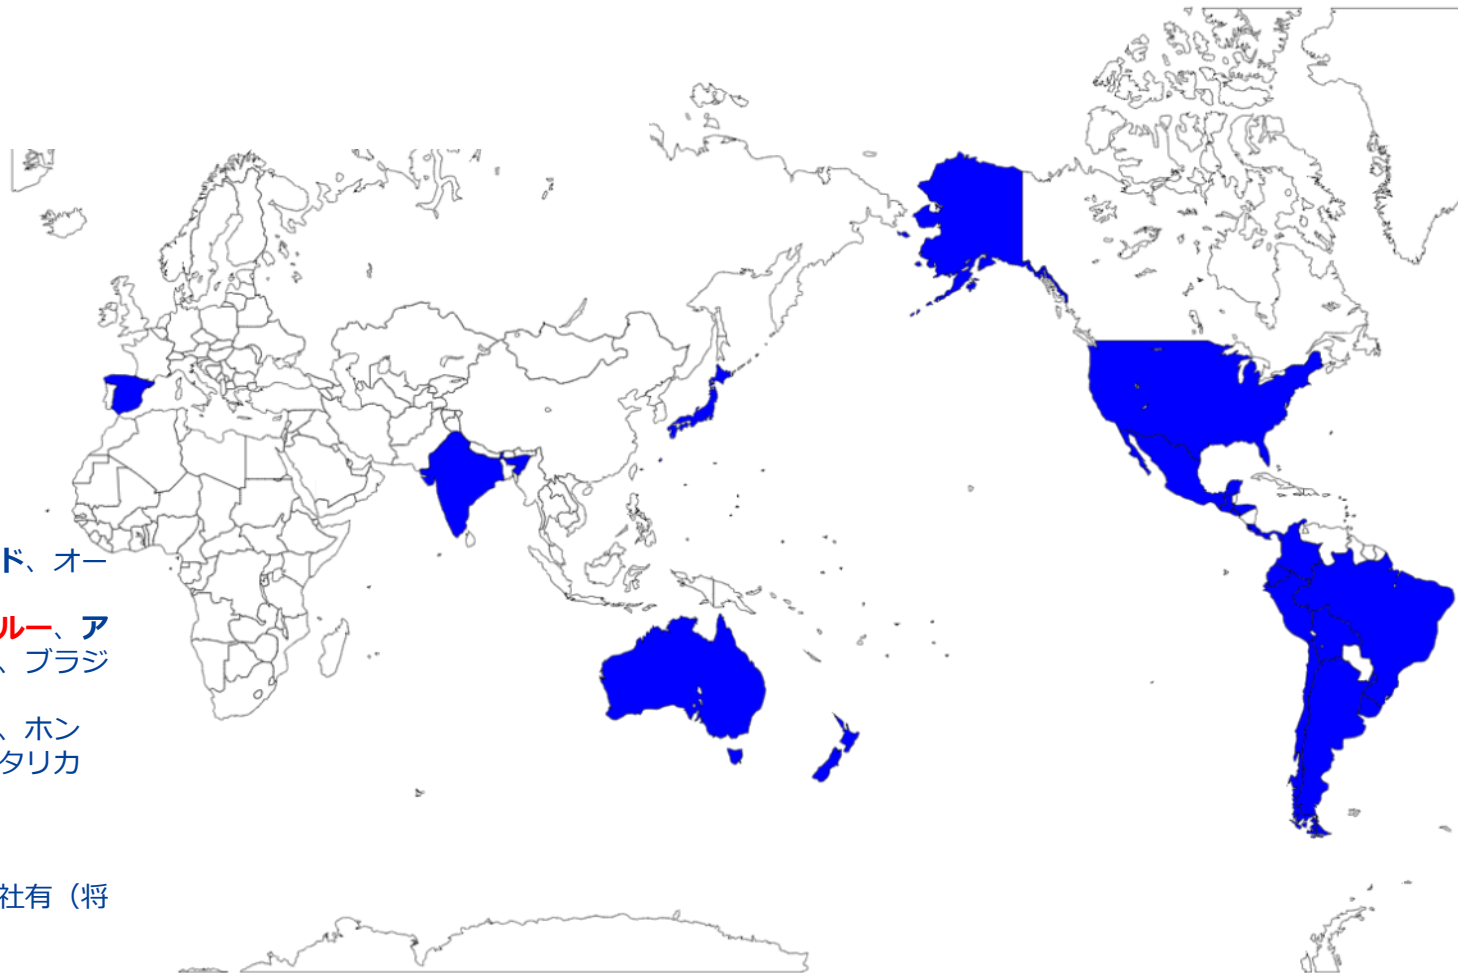 ド、オー
ルー、ア
、ブラジ
、ホン
タリカ
社有（将